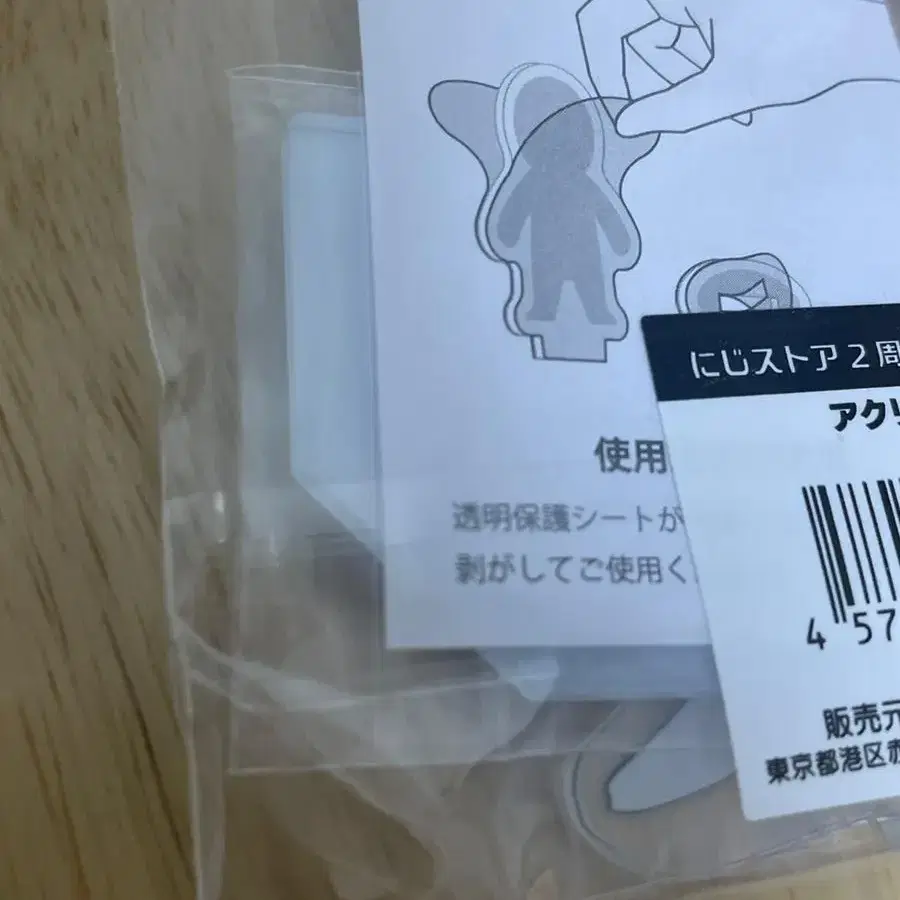 にじストア2周
アクリ
使用
透明保護シートが
剥がしてご使用く
4 57
販売元
東京都港区赤